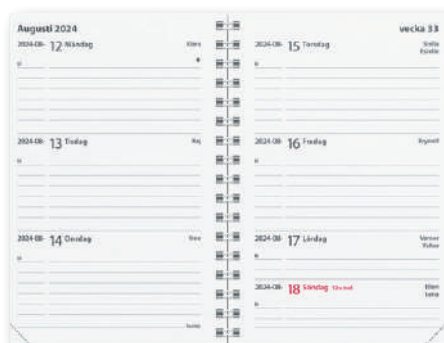 Augusti 2024
2024-08- 12 Måndag Klara
2024-08- 13 Tisdag Kaj
2024-08- 14 Onsdag Uno
vecka 33
2024-08- 15 Torsdag Stella
Estelle
2024-08- 16 Fredag Brynolf
2024-08- 17 Lördag Verner
Valter
2024-08- 18 Söndag Ellen
Lena